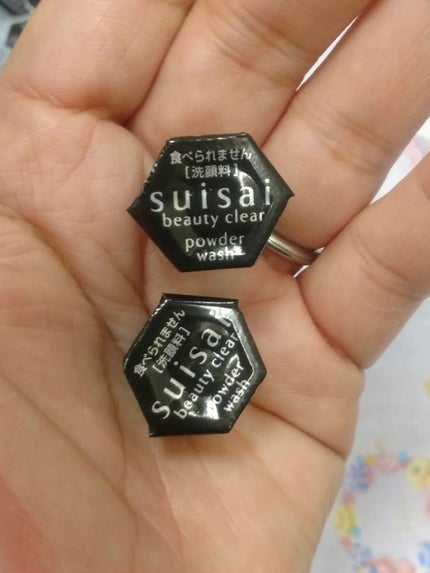 食べられません
[洗顔料]
suisai
beauty clear
powder
wash
食べられません
[洗顔料]
suisai
beauty clear
powder
wash